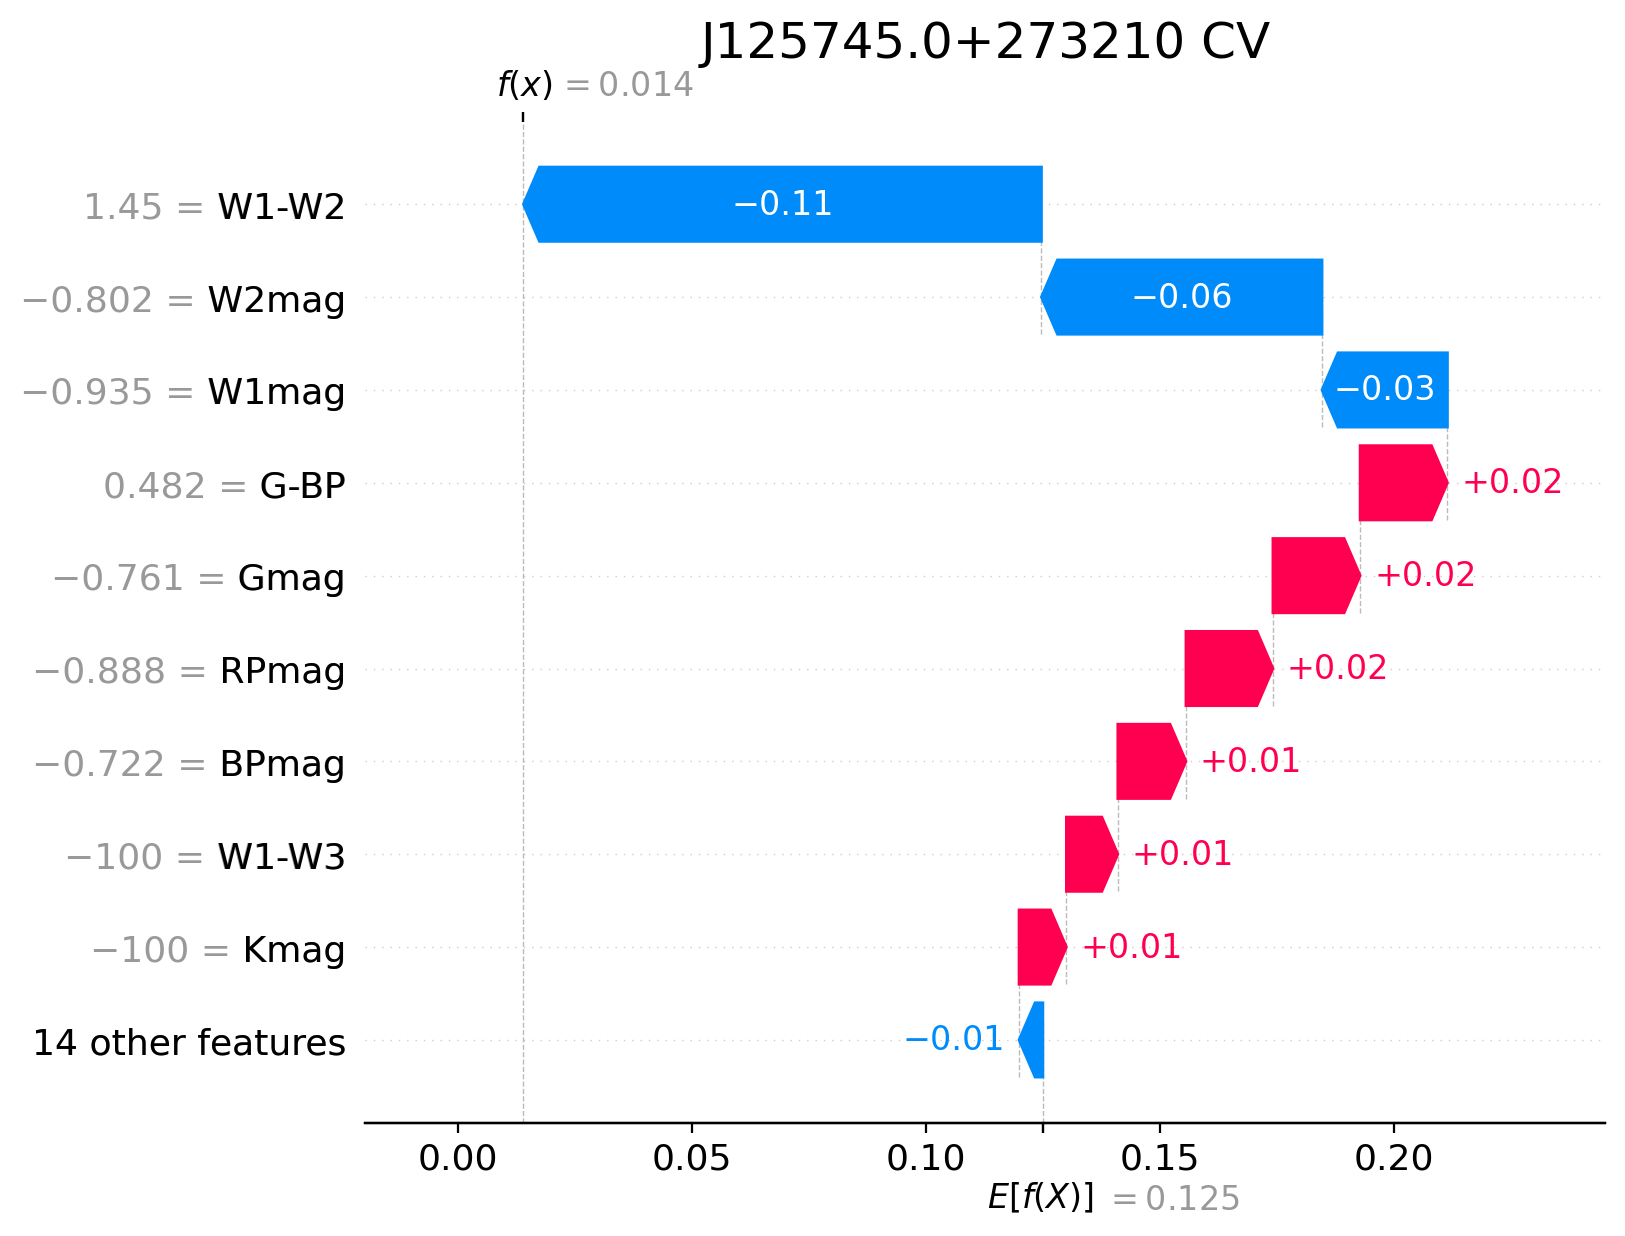 J125745.0+273210 CV
f(x) = 0.014
1.45 = W1-W2
−0.11
−0.802 = W2mag
−0.06
−0.935 = W1mag
−0.03
0.482 = G-BP
+0.02
−0.761 = Gmag
+0.02
−0.888 = RPmag
+0.02
−0.722 = BPmag
+0.01
−100 = W1-W3
+0.01
−100 = Kmag
+0.01
14 other features
−0.01
0.00 0.05 0.10 0.15 0.20
E[f(X)] = 0.125